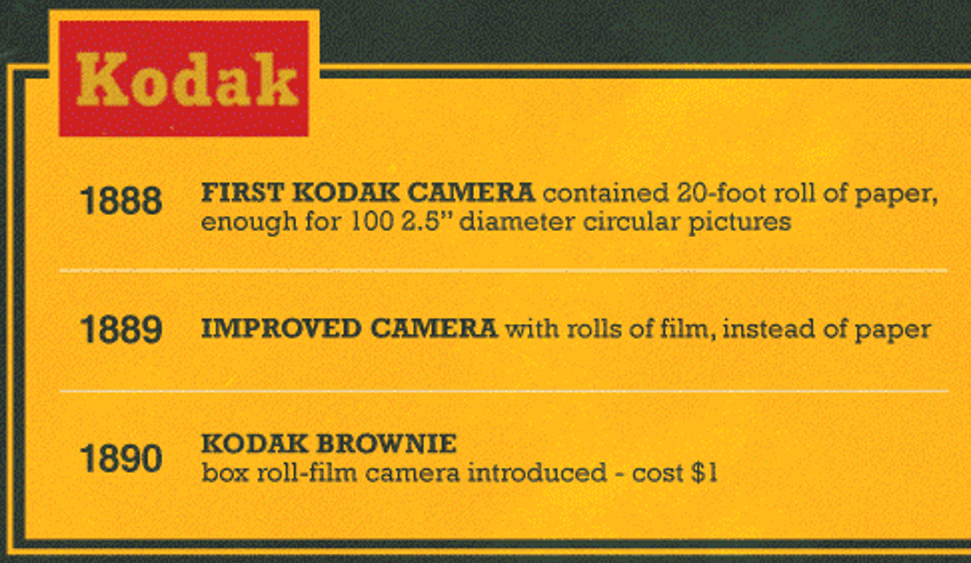 Kodak
1888 FIRST KODAK CAMERA contained 20-foot roll of paper,
enough for 100 2.5” diameter circular pictures
1889 IMPROVED CAMERA with rolls of film, instead of paper
1890 KODAK BROWNIE
box roll-film camera introduced - cost $1